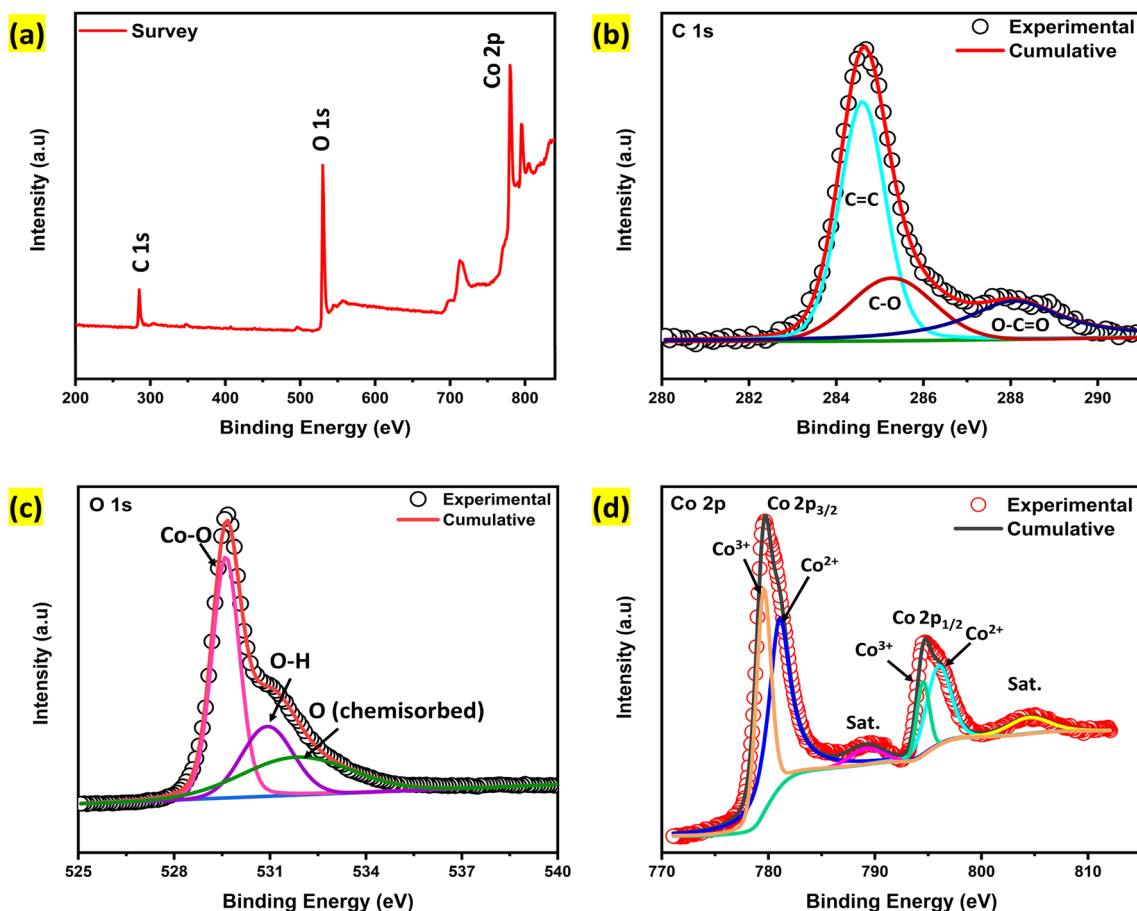 (a)
Survey
C 1s
O 1s
Co 2p
Intensity (a.u)
200 300 400 500 600 700 800
Binding Energy (eV)
(b)
C 1s
Experimental
Cumulative
C=C
C-O
O-C=O
Intensity (a.u)
280 282 284 286 288 290
Binding Energy (eV)
(c)
O 1s
Experimental
Cumulative
Co-O
O-H
O (chemisorbed)
Intensity (a.u)
525 528 531 534 537 540
Binding Energy (eV)
(d)
Co 2p
Co 2p3/2
Experimental
Cumulative
Co3+
Co2+
Co 2p1/2
Co3+
Co2+
Sat.
Sat.
Intensity (a.u)
770 780 790 800 810
Binding Energy (eV)